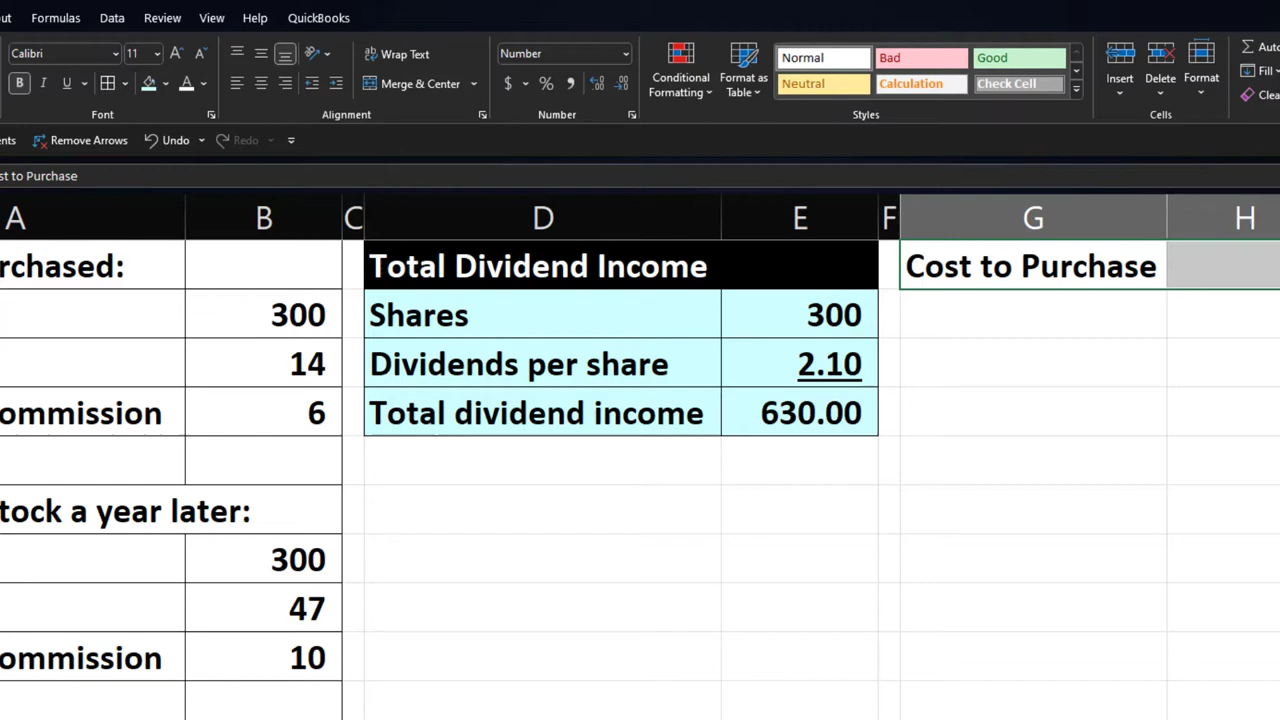 out Formulas Data Review View Help QuickBooks
Calibri 11 A A Wrap Text Number Conditional Formatting Format as Table Normal Bad Good Insert Delete Format Auto
B I U A Merge & Center $ % Neutral Calculation Check Cell Fill
Clea
Font Alignment Number Styles Cells
ents Remove Arrows Undo Redo
st to Purchase
A B C D E F G H
rchased: Total Dividend Income Cost to Purchase
300 Shares 300
14 Dividends per share 2.10
ommission 6 Total dividend income 630.00
tock a year later:
300
47
ommission 10